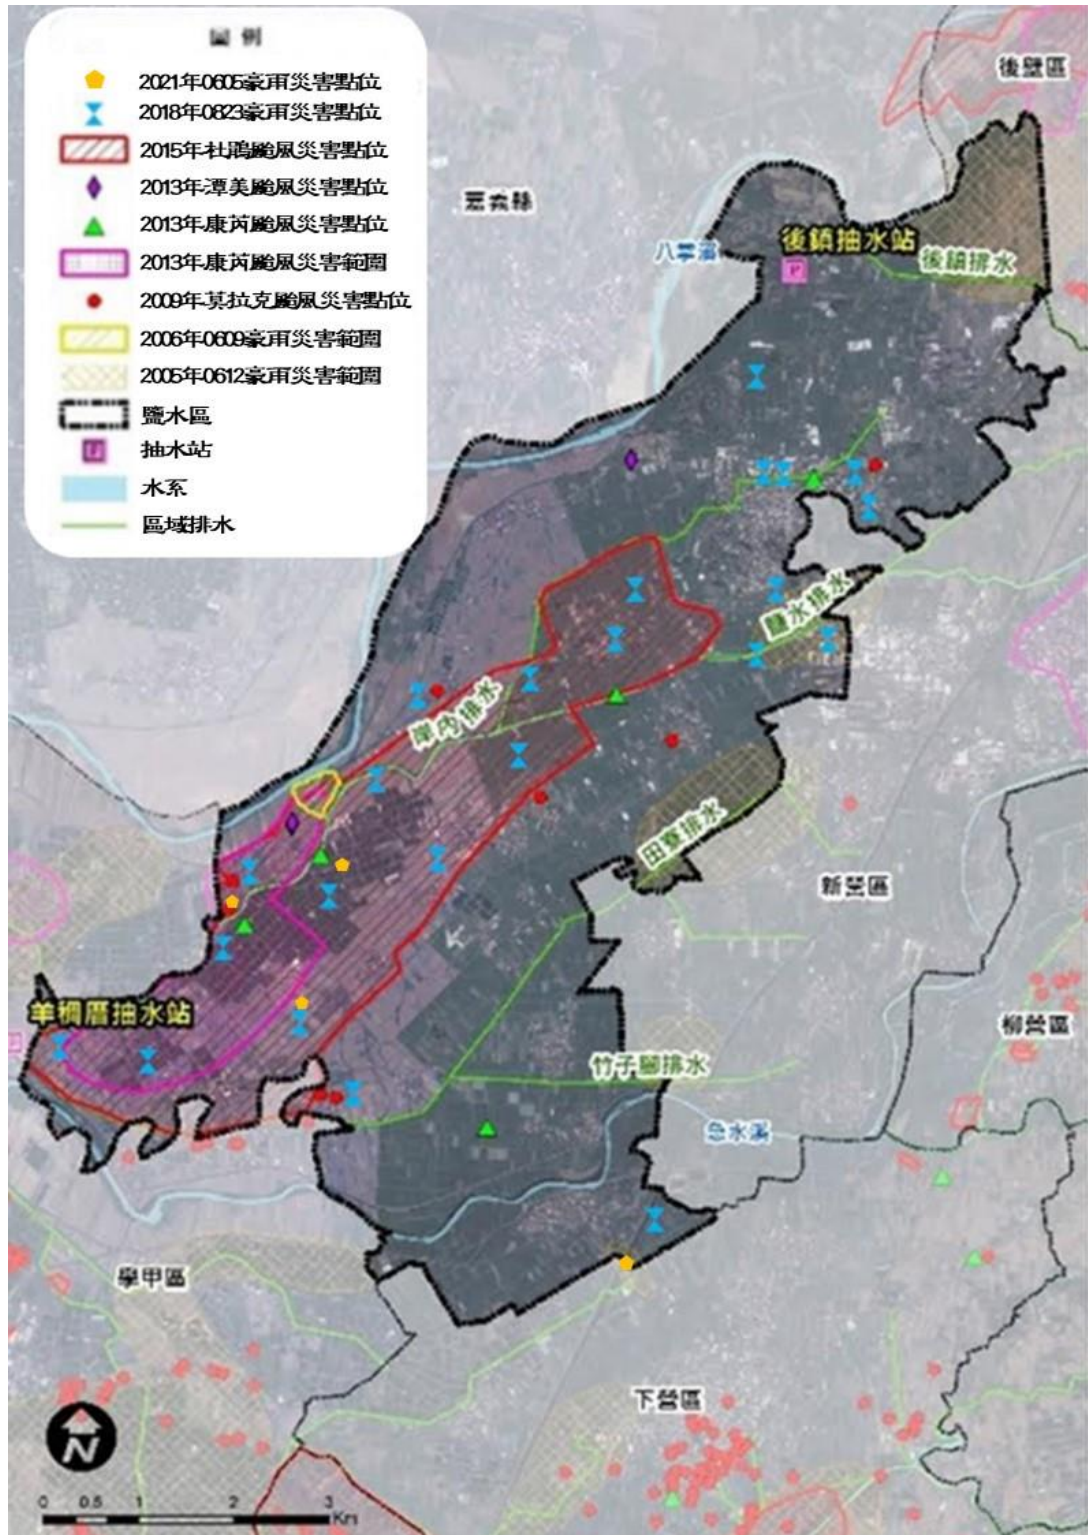 圖 例
2021年0605豪雨災害點位
2018年0823豪雨災害點位
2015年杜鵑颱風災害點位
2013年潭美颱風災害點位
2013年康芮颱風災害點位
2013年康芮颱風災害範圍
2009年莫拉克颱風災害點位
2006年0609豪雨災害範圍
2005年0612豪雨災害範圍
鹽水區
抽水站
水系
區域排水
後壁區
嘉義縣
後鎮抽水站
八掌溪
後鎮排水
P
鹽水排水
岸內排水
田寮排水
新營區
羊稠厝抽水站
柳營區
竹子腳排水
急水溪
學甲區
下營區
N
0 0.5 1 2 3
Km